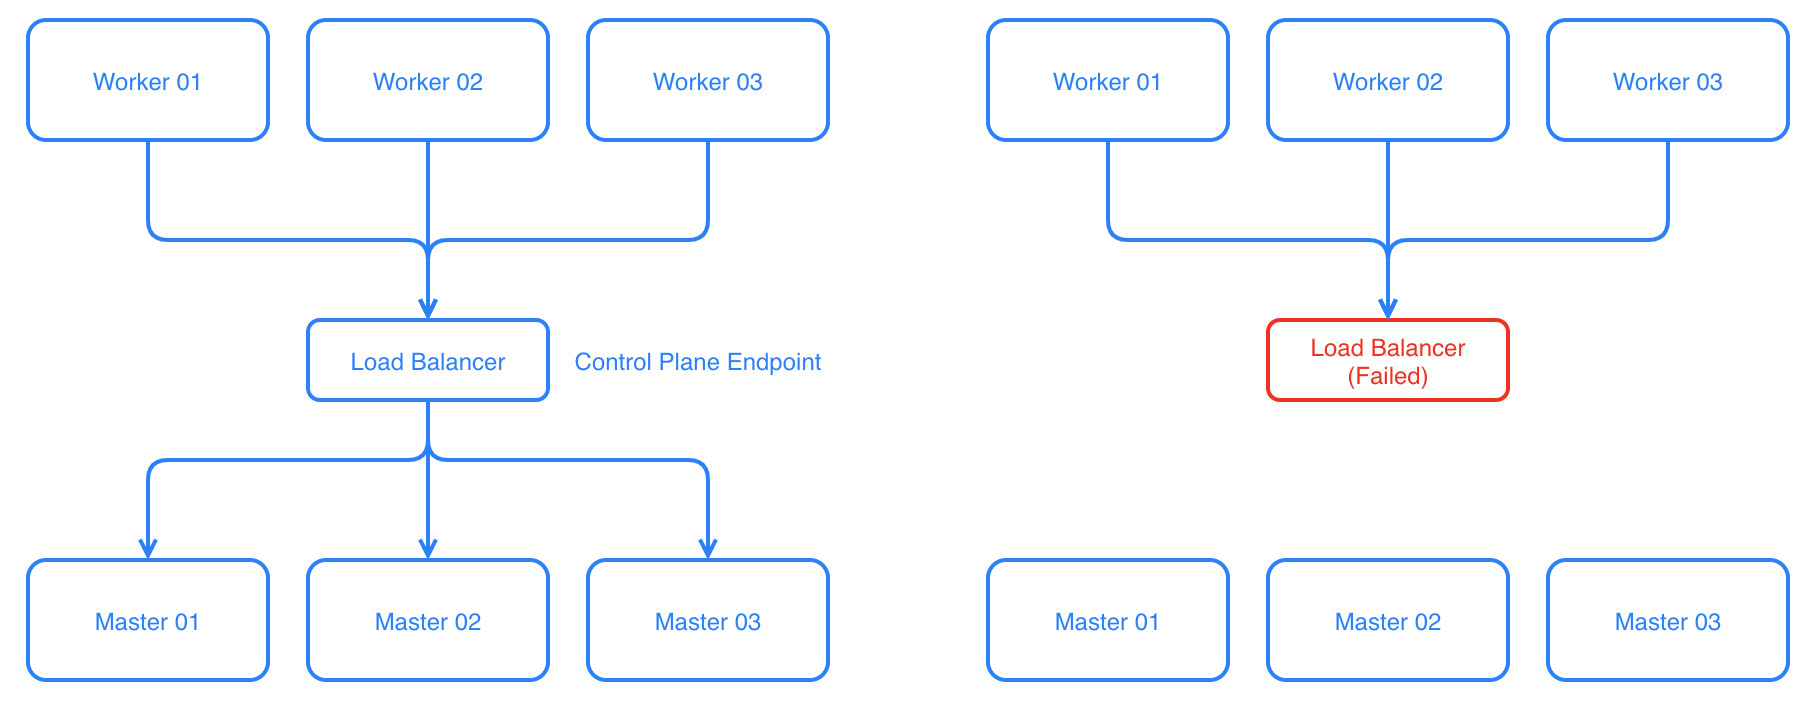 Worker 01
Worker 02
Worker 03
Load Balancer
Control Plane Endpoint
Master 01
Master 02
Master 03
Worker 01
Worker 02
Worker 03
Load Balancer
(Failed)
Master 01
Master 02
Master 03